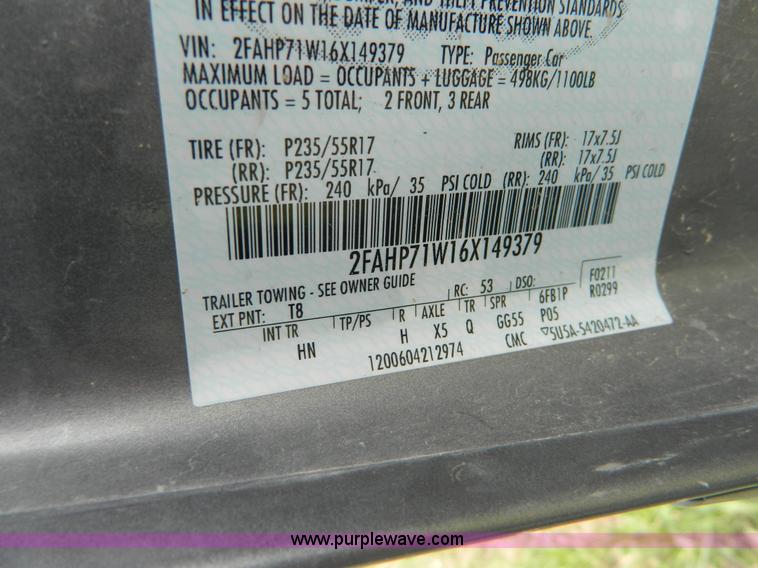 AND THEFT PREVENTION STANDARDS
IN EFFECT ON THE DATE OF MANUFACTURE SHOWN ABOVE.
VIN: 2FAHP71W16X149379 TYPE: Passenger Car
MAXIMUM LOAD = OCCUPANTS + LUGGAGE = 498KG/1100LB
OCCUPANTS = 5 TOTAL; 2 FRONT, 3 REAR
TIRE (FR): P235/55R17 RIMS (FR): 17x7.5J
(RR): P235/55R17 (RR): 17x7.5J
PRESSURE (FR): 240 kPa/ 35 PSI COLD (RR): 240 kPa/35 PSI COLD
2FAHP71W16X149379
TRAILER TOWING - SEE OWNER GUIDE
EXT PNT: T8 RC: 53 DSO: F0211
INT TR TP/PS R AXLE TR SPR 6FB1P R0299
HN H X5 Q GG55 P05
1200604212974 CMC ▽5U5A-5420472-AA
www.purplewave.com